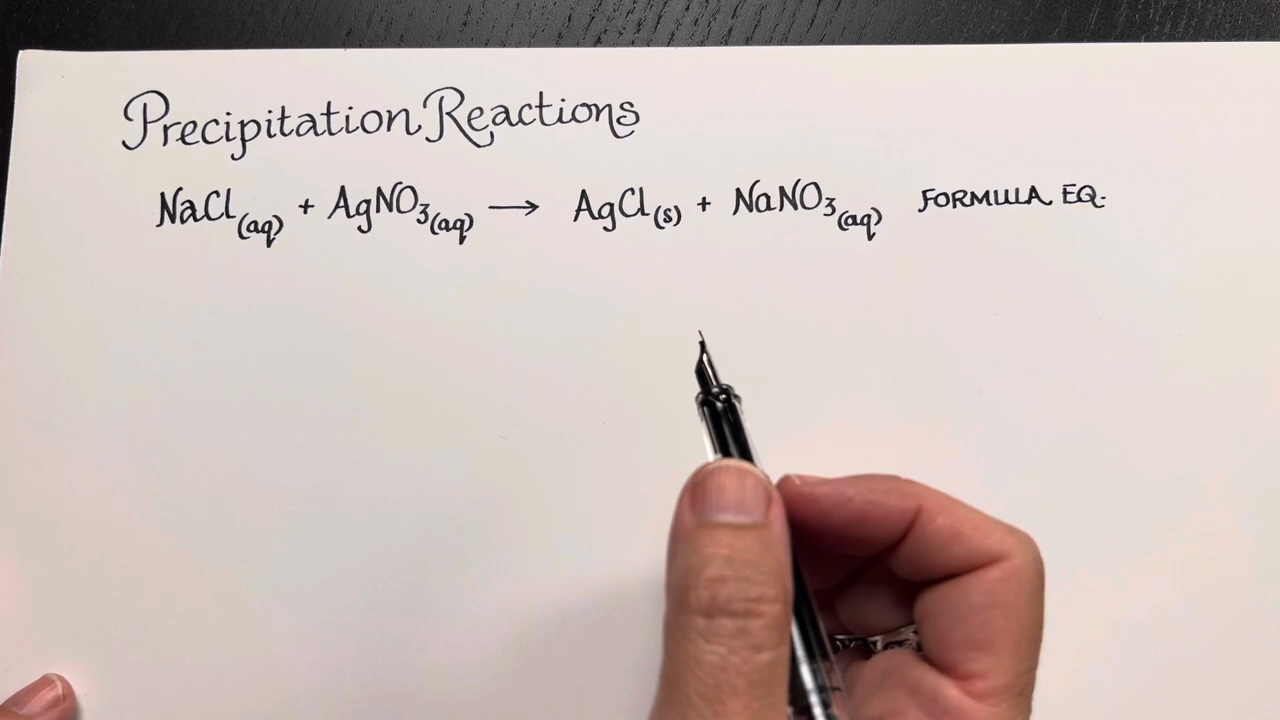 Precipitation Reactions
NaCl(aq) + AgNO₃(aq) → AgCl(s) + NaNO₃(aq) FORMULA EQ.